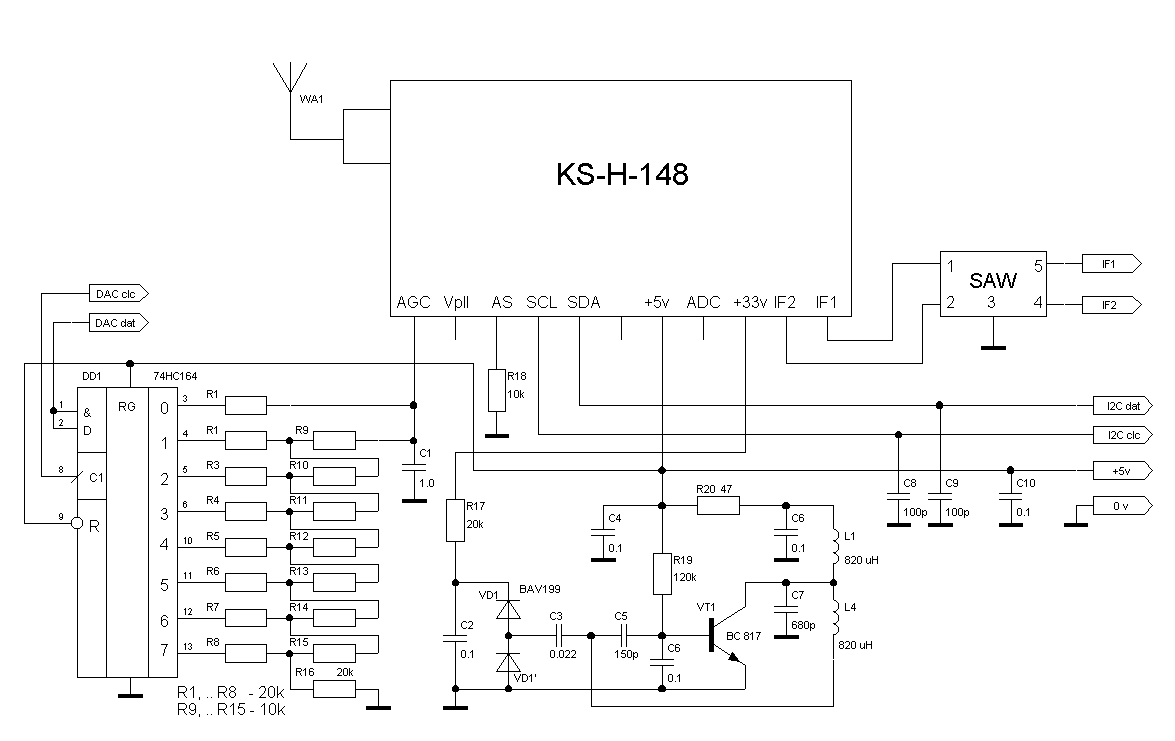 WA1
KS-H-148
AGC Vpll AS SCL SDA +5v ADC +33v IF2 IF1
1 5
SAW
2 3 4
IF1
IF2
DAC clc
DAC dat
DD1 74HC164
RG
1 &
2 D
8 C1
9 R
0 3 R1
1 4 R1 R9
2 5 R3 R10
3 6 R4 R11
4 10 R5 R12
5 11 R6 R13
6 12 R7 R14
7 13 R8 R15
R16 20k
R1, .. R8 - 20k
R9, .. R15 - 10k
C1
1.0
R18
10k
I2C dat
I2C clc
+5v
0 v
C8
100p
C9
100p
C10
0.1
R17
20k
R20 47
C4
0.1
C6
0.1
L1
820 uH
R19
120k
VD1 BAV199
VD1'
C2
0.1
C3
0.022
C5
150p
C6
0.1
VT1
BC 817
C7
680p
L4
820 uH